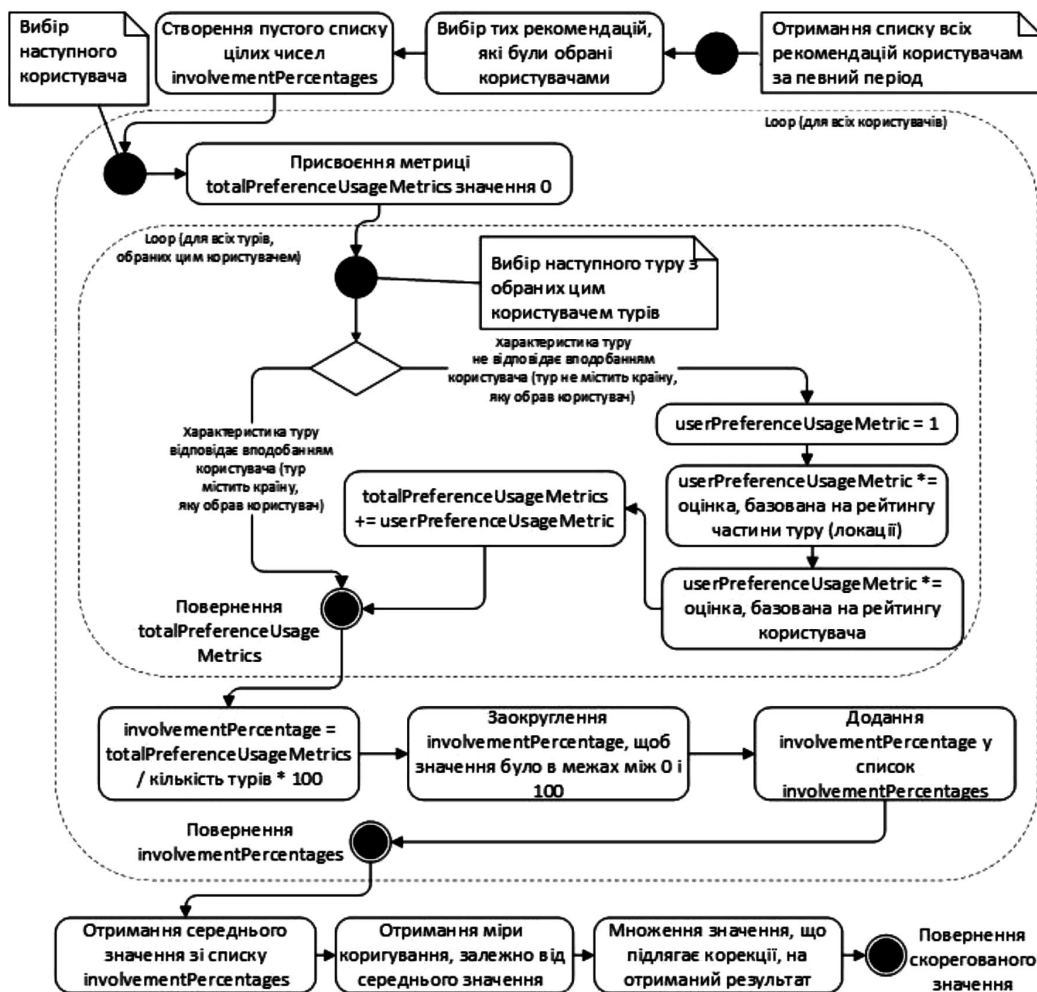 Вибір
наступного
користувача
Створення пустого списку
цілих чисел
involvementPercentages
Вибір тих рекомендацій,
які були обрані
користувачами
Отримання списку всіх
рекомендацій користувачам
за певний період
Loop (для всіх користувачів)
Присвоєння метриці
totalPreferenceUsageMetrics значення 0
Loop (для всіх турів,
обраних цим користувачем)
Вибір наступного туру з
обраних цим
користувачем турів
Характеристика туру
не відповідає вподобанням
користувача (тур не містить країну,
яку обрав користувач)
userPreferenceUsageMetric = 1
Характеристика туру
відповідає вподобанням
користувача (тур
містить країну,
яку обрав користувач)
userPreferenceUsageMetric *=
оцінка, базована на рейтингу
частини туру (локації)
totalPreferenceUsageMetrics
+= userPreferenceUsageMetric
userPreferenceUsageMetric *=
оцінка, базована на рейтингу
користувача
Повернення
totalPreferenceUsage
Metrics
involvementPercentage =
totalPreferenceUsageMetrics
/ кількість турів * 100
Заокруглення
involvementPercentage, щоб
значення було в межах між 0 і
100
Додання
involvementPercentage у
список
involvementPercentages
Повернення
involvementPercentages
Отримання середнього
значення зі списку
involvementPercentages
Отримання міри
коригування, залежно від
середнього значення
Множення значення, що
підлягає корекції, на
отриманий результат
Повернення
скорегованого
значення